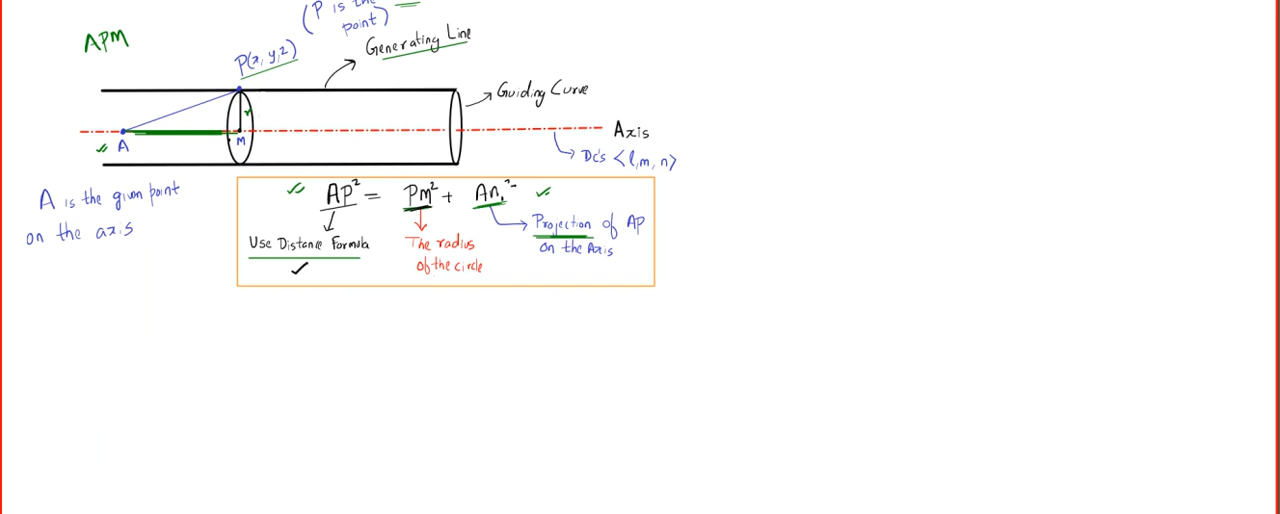 (P is the
point)
APM
P(x, y, z)
Generating Line
Guiding Curve
r
Axis
A
M
Dc's <l, m, n>
A is the given point
on the axis
AP² = PM² + An²
Projection of AP
on the Axis
Use Distance Formula
The radius
of the circle